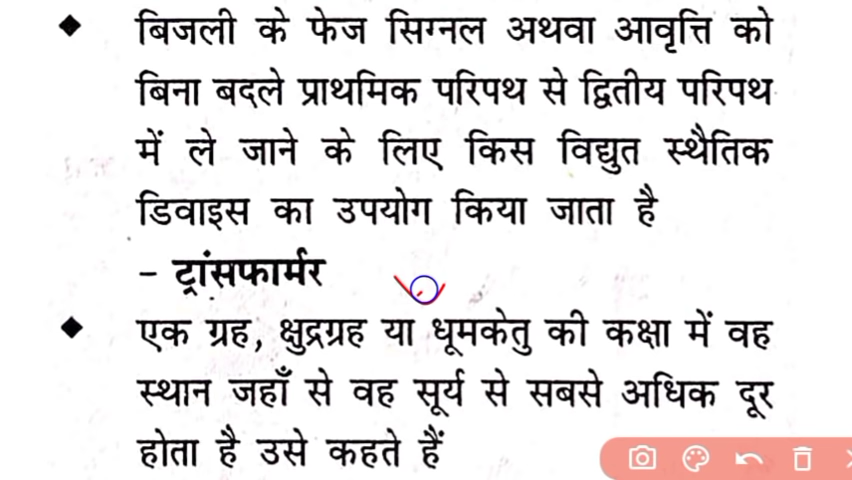 ◆ बिजली के फेज सिग्नल अथवा आवृत्ति को
बिना बदले प्राथमिक परिपथ से द्वितीय परिपथ
में ले जाने के लिए किस विद्युत स्थैतिक
डिवाइस का उपयोग किया जाता है
– ट्रांसफार्मर
◆ एक ग्रह, क्षुद्रग्रह या धूमकेतु की कक्षा में वह
स्थान जहाँ से वह सूर्य से सबसे अधिक दूर
होता है उसे कहते हैं